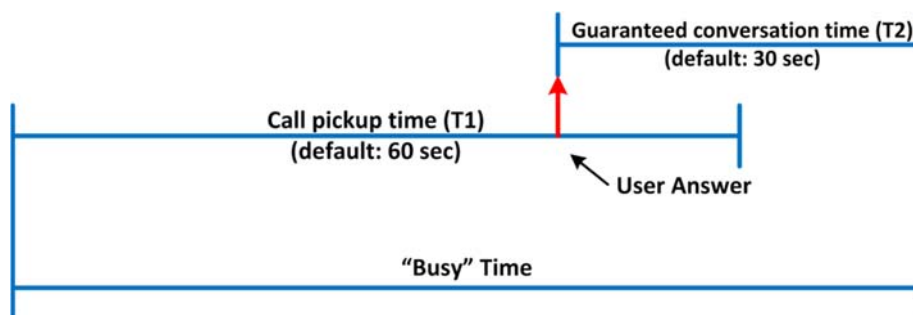 Guaranteed conversation time (T2)
(default: 30 sec)
Call pickup time (T1)
(default: 60 sec)
User Answer
“Busy” Time